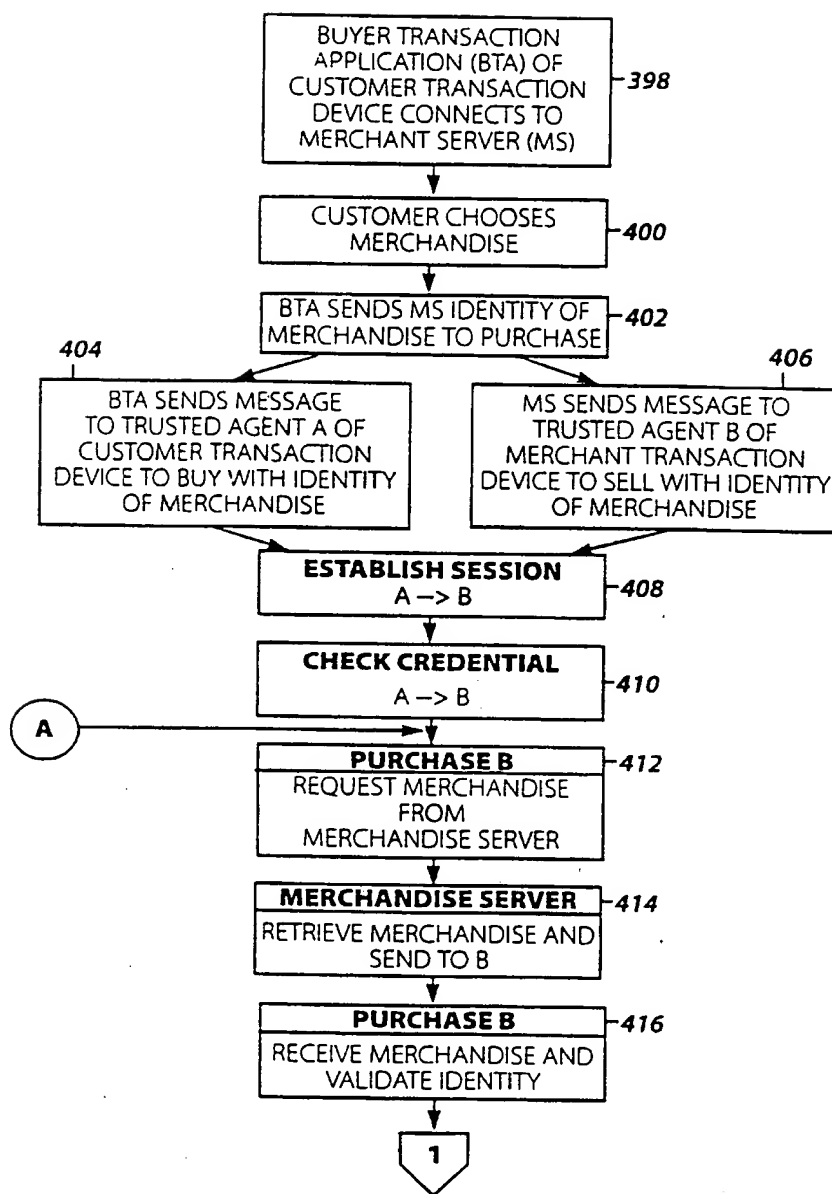 BUYER TRANSACTION
APPLICATION (BTA) OF
CUSTOMER TRANSACTION
DEVICE CONNECTS TO
MERCHANT SERVER (MS)
398
CUSTOMER CHOOSES
MERCHANDISE
400
BTA SENDS MS IDENTITY OF
MERCHANDISE TO PURCHASE
402
404
BTA SENDS MESSAGE
TO TRUSTED AGENT A OF
CUSTOMER TRANSACTION
DEVICE TO BUY WITH IDENTITY
OF MERCHANDISE
406
MS SENDS MESSAGE TO
TRUSTED AGENT B OF
MERCHANT TRANSACTION
DEVICE TO SELL WITH IDENTITY
OF MERCHANDISE
ESTABLISH SESSION
A —> B
408
CHECK CREDENTIAL
A —> B
410
A
PURCHASE B
REQUEST MERCHANDISE
FROM
MERCHANDISE SERVER
412
MERCHANDISE SERVER
RETRIEVE MERCHANDISE AND
SEND TO B
414
PURCHASE B
RECEIVE MERCHANDISE AND
VALIDATE IDENTITY
416
1